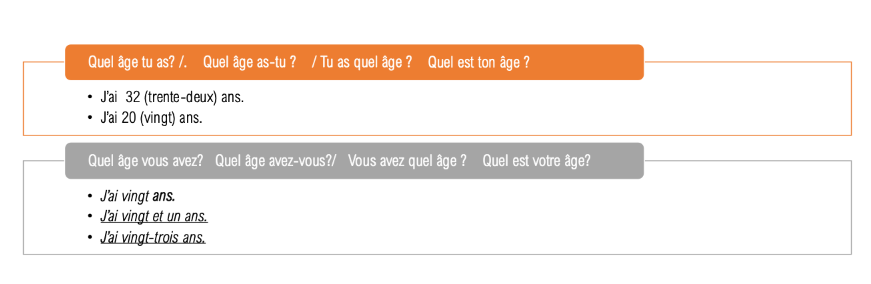 Quel âge tu as? /. Quel âge as-tu ? / Tu as quel âge ? Quel est ton âge ?
• J'ai 32 (trente-deux) ans.
• J'ai 20 (vingt) ans.
Quel âge vous avez? Quel âge avez-vous?/ Vous avez quel âge ? Quel est votre âge?
• J'ai vingt ans.
• J'ai vingt et un ans.
• J'ai vingt-trois ans.